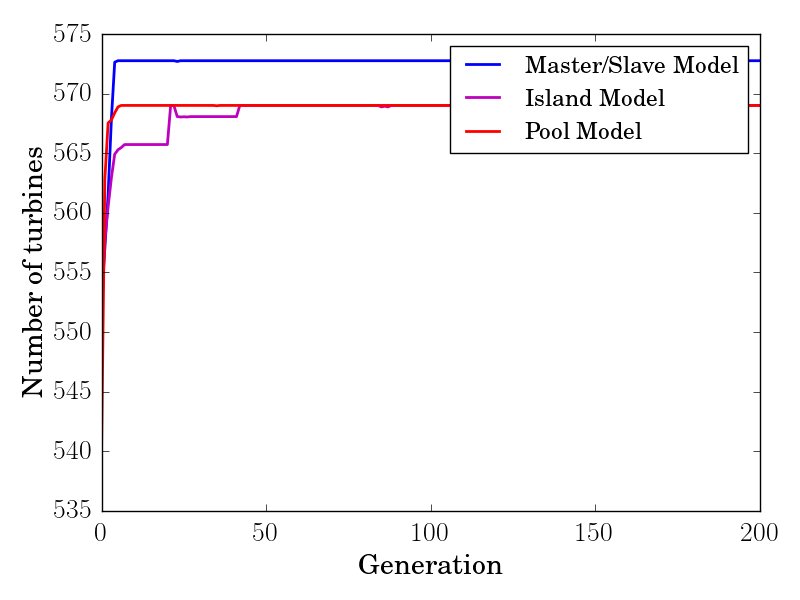 575
570
565
560
555
550
545
540
535
0
50
100
150
200
Number of turbines
Generation
Master/Slave Model
Island Model
Pool Model